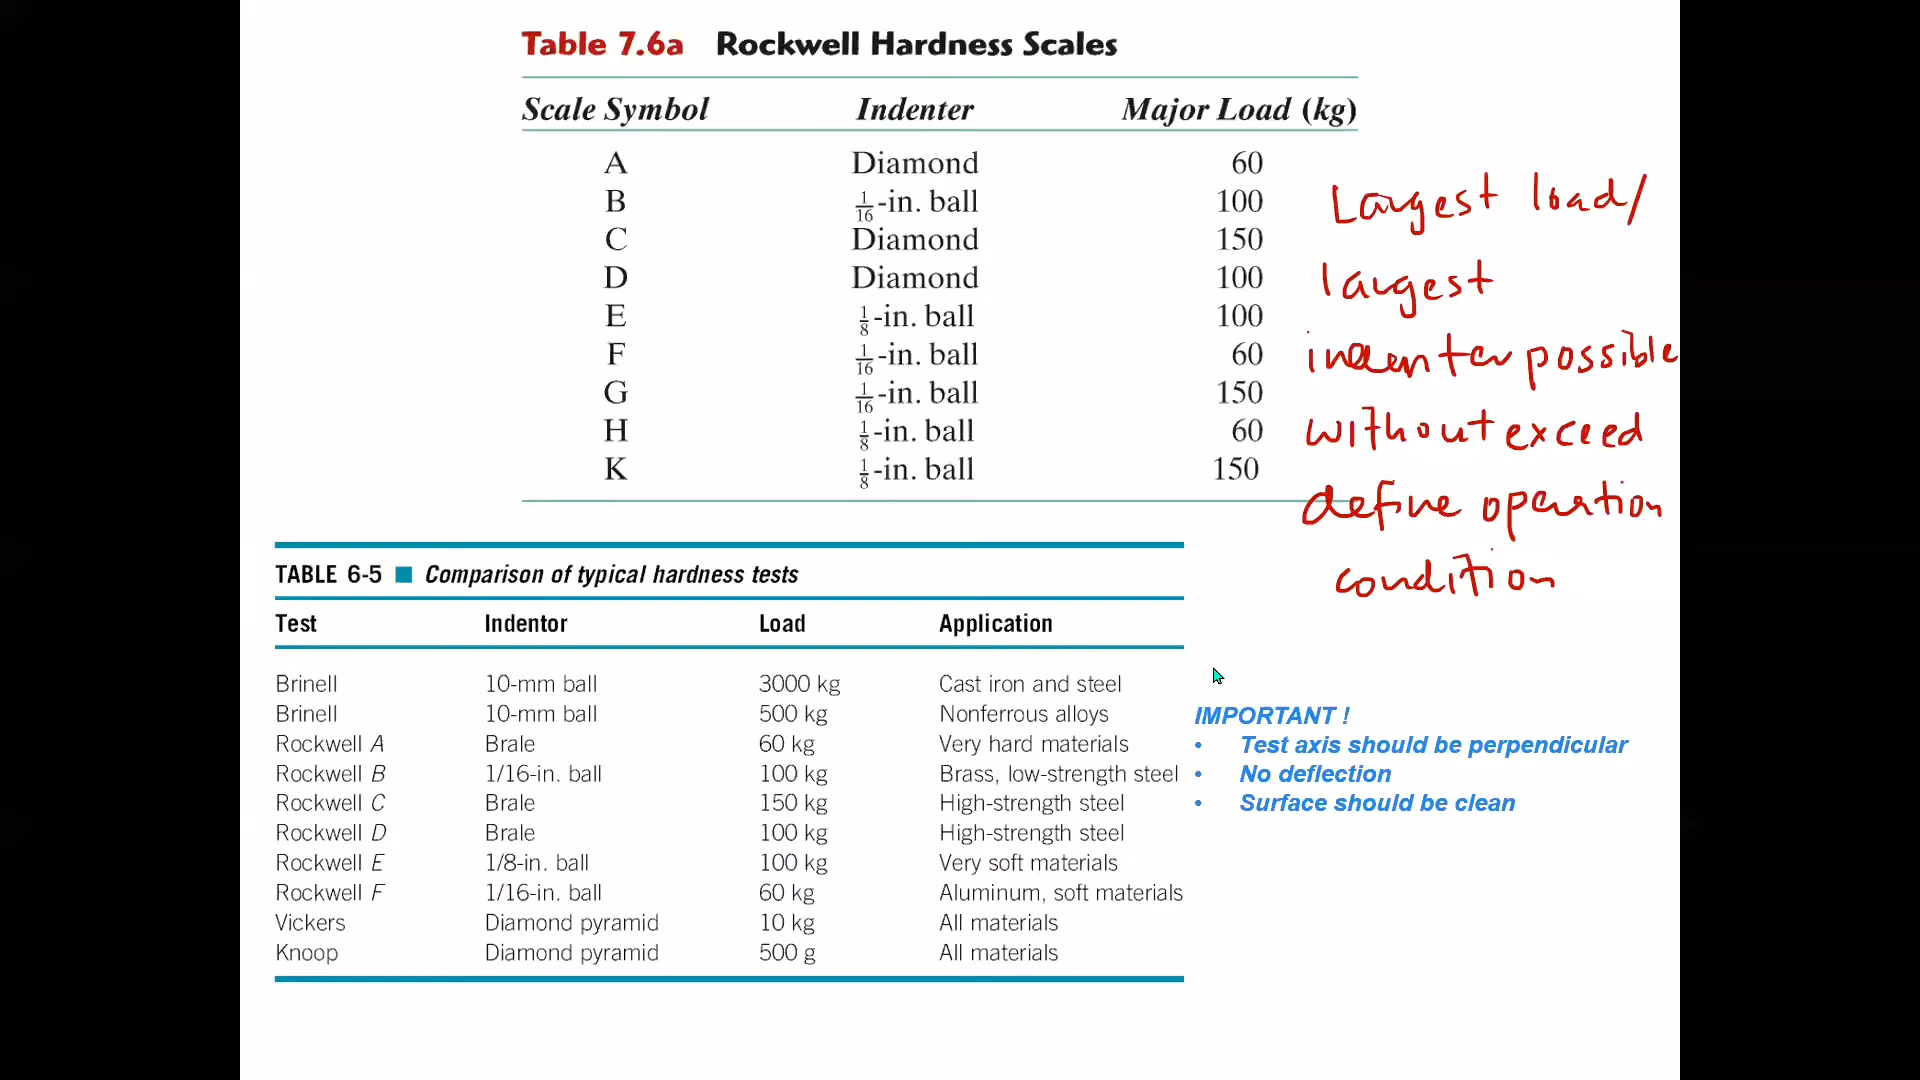 Table 7.6a Rockwell Hardness Scales
Scale Symbol Indenter Major Load (kg)
A Diamond 60
B 1/16-in. ball 100
C Diamond 150
D Diamond 100
E 1/8-in. ball 100
F 1/16-in. ball 60
G 1/16-in. ball 150
H 1/8-in. ball 60
K 1/8-in. ball 150
Largest load/
largest
indenter possible
without exceed
define operation
condition
TABLE 6-5 ■ Comparison of typical hardness tests
Test Indentor Load Application
Brinell 10-mm ball 3000 kg Cast iron and steel
Brinell 10-mm ball 500 kg Nonferrous alloys
Rockwell A Brale 60 kg Very hard materials
Rockwell B 1/16-in. ball 100 kg Brass, low-strength steel
Rockwell C Brale 150 kg High-strength steel
Rockwell D Brale 100 kg High-strength steel
Rockwell E 1/8-in. ball 100 kg Very soft materials
Rockwell F 1/16-in. ball 60 kg Aluminum, soft materials
Vickers Diamond pyramid 10 kg All materials
Knoop Diamond pyramid 500 g All materials
IMPORTANT !
• Test axis should be perpendicular
• No deflection
• Surface should be clean